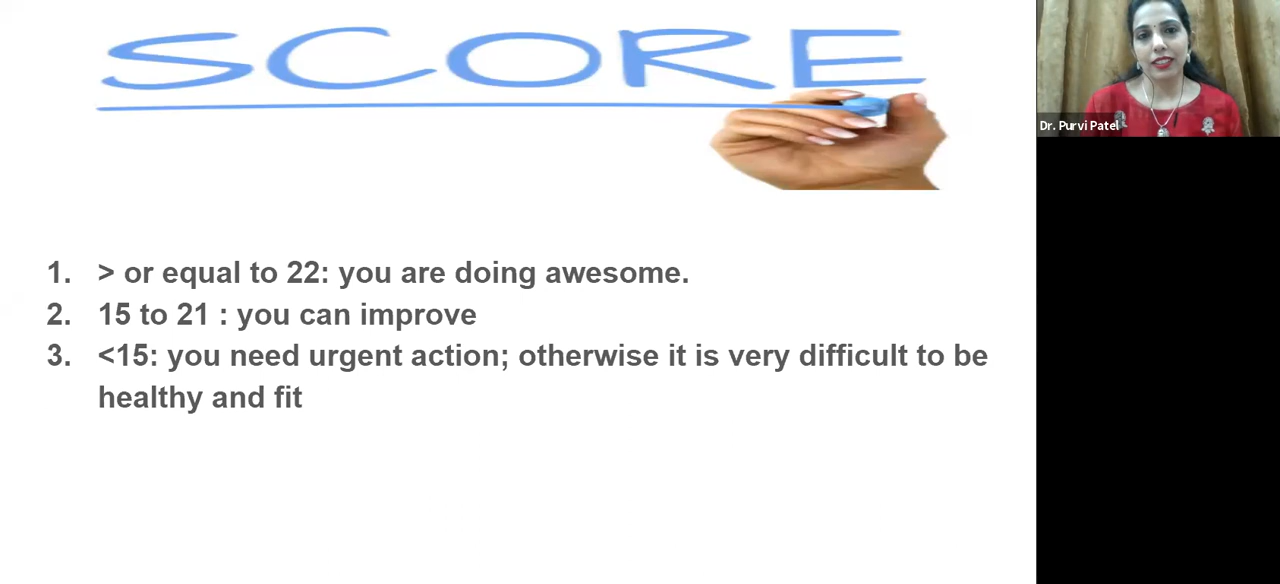 SCORE
1. > or equal to 22: you are doing awesome.
2. 15 to 21 : you can improve
3. <15: you need urgent action; otherwise it is very difficult to be
healthy and fit
Dr. Purvi Patel